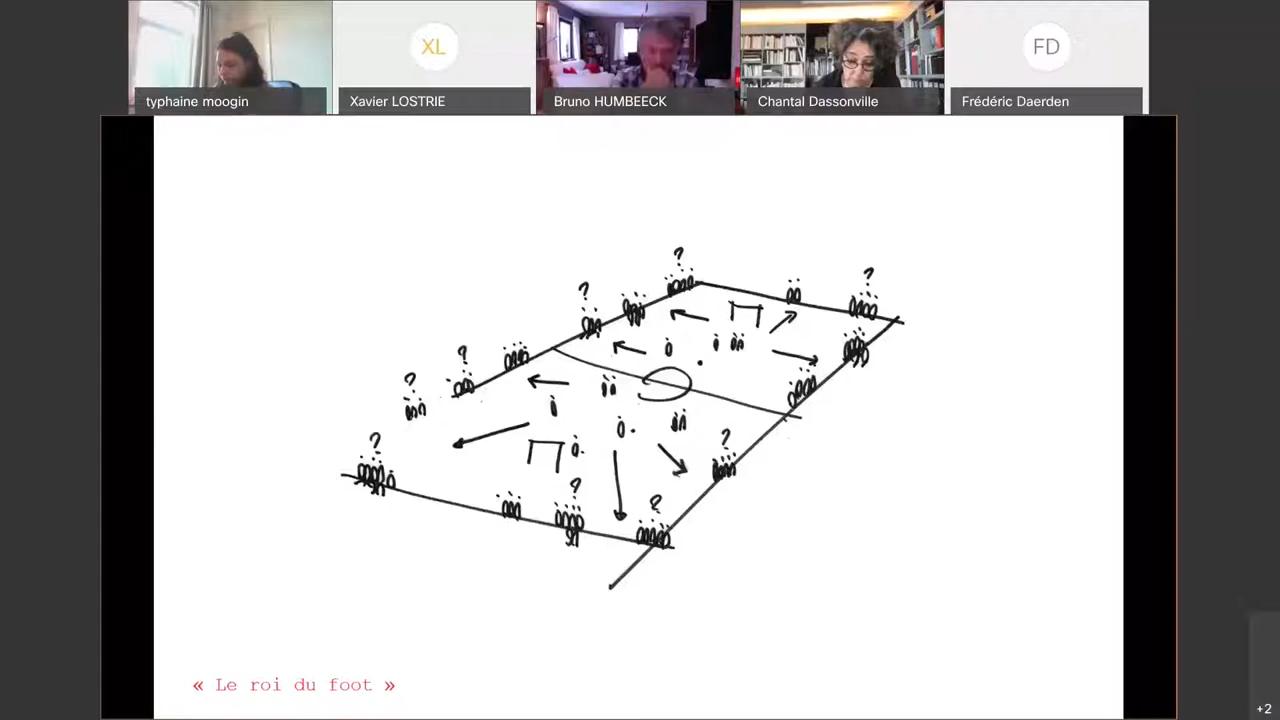 XL
FD
typhaine moogin
Xavier LOSTRIE
Bruno HUMBEECK
Chantal Dassonville
Frédéric Daerden
?
?
?
?
?
?
?
?
?
?
« Le roi du foot »
+2